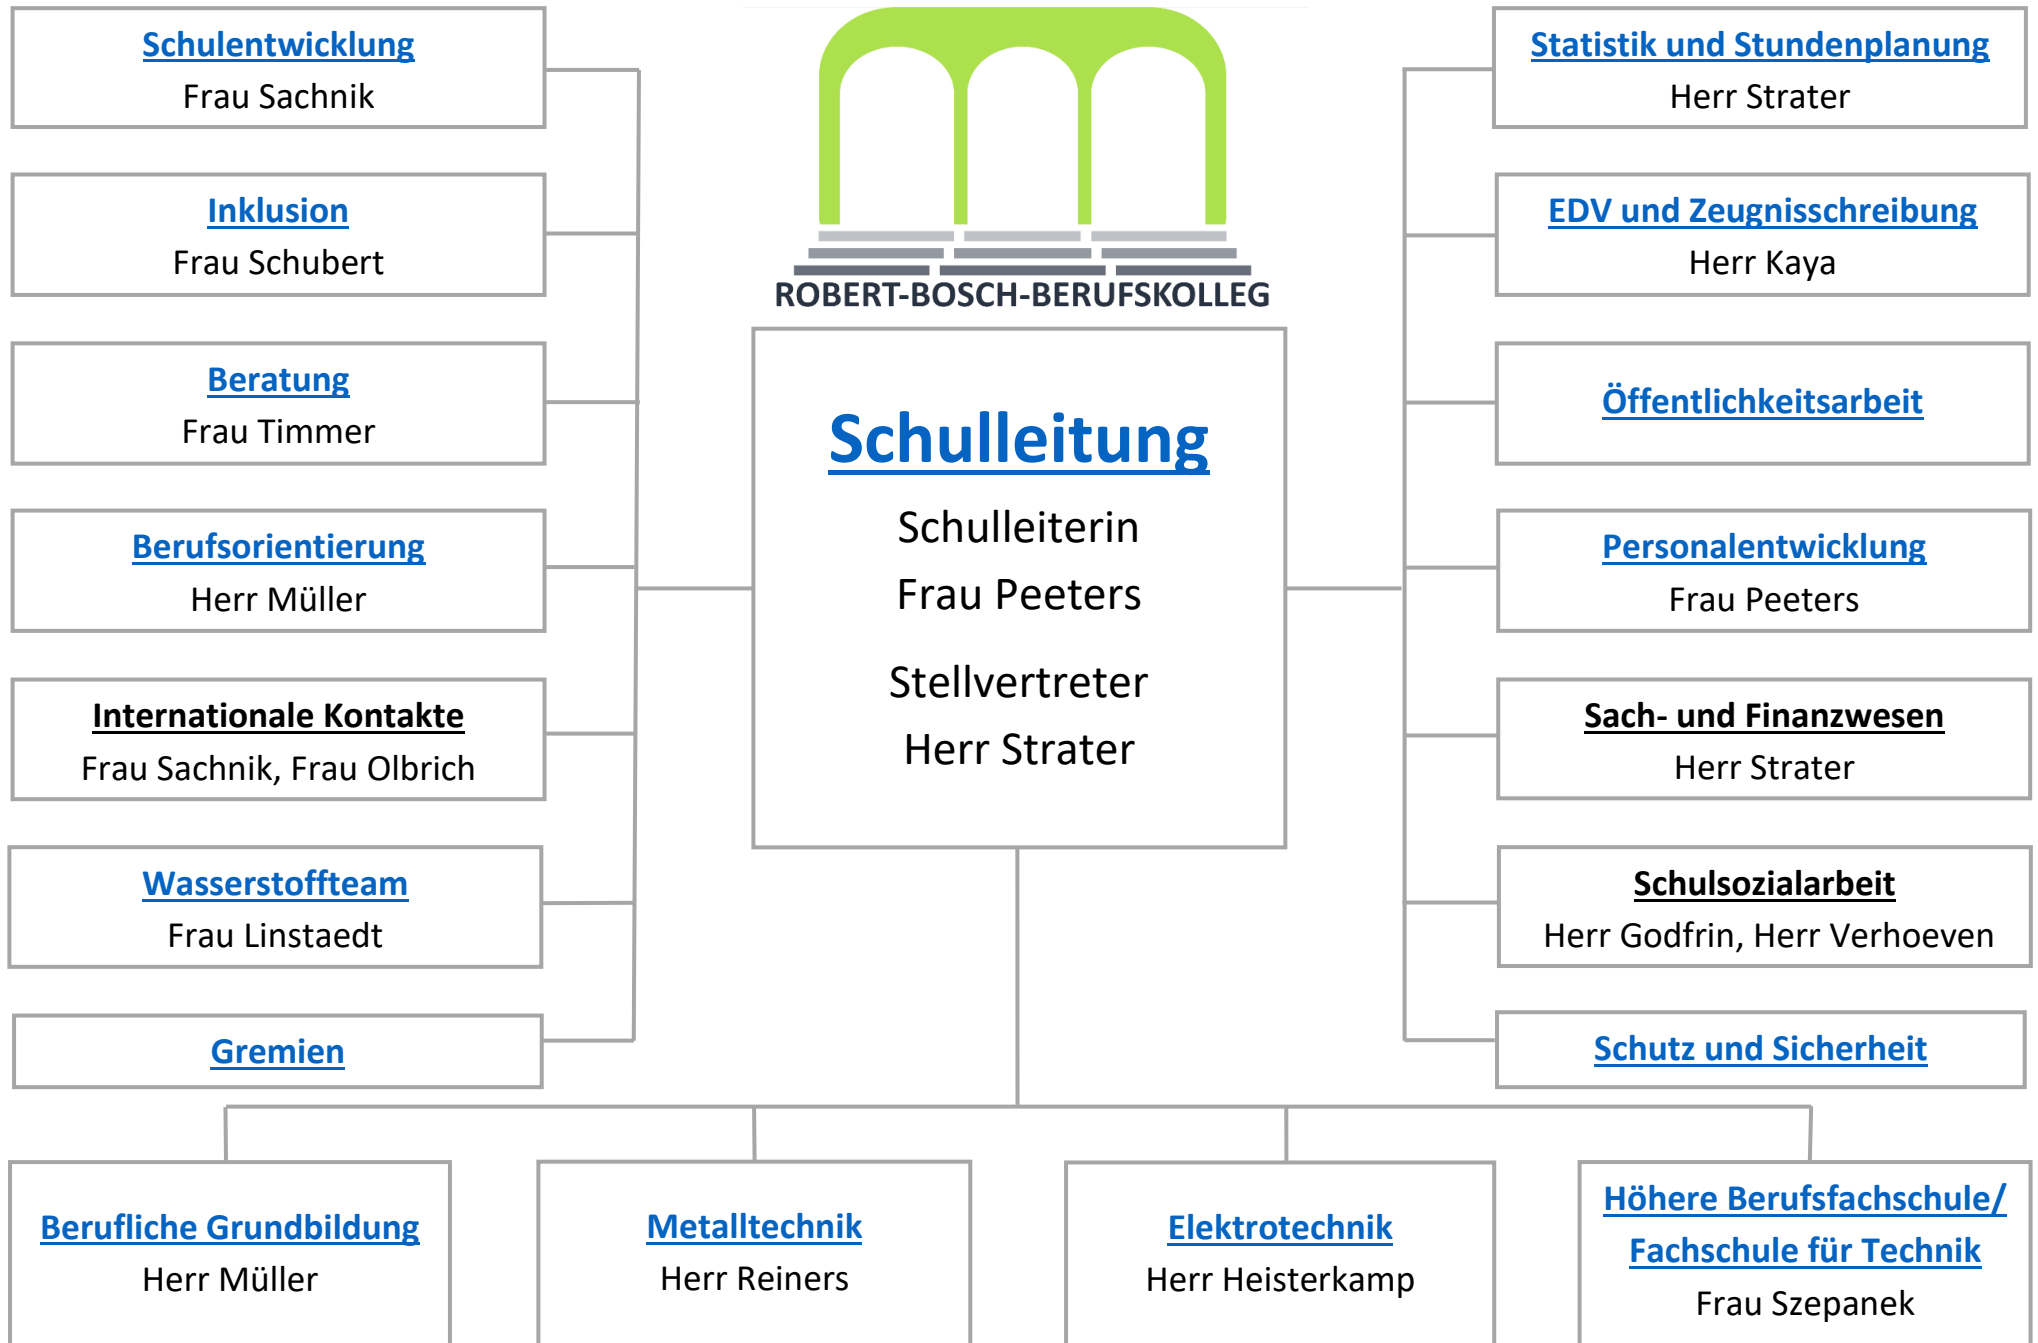 Schulentwicklung
Frau Sachnik
Inklusion
Frau Schubert
Beratung
Frau Timmer
Berufsorientierung
Herr Müller
Internationale Kontakte
Frau Sachnik, Frau Olbrich
Wasserstoffteam
Frau Linstaedt
Gremien
ROBERT-BOSCH-BERUFSKOLLEG
Schulleitung
Schulleiterin
Frau Peeters
Stellvertreter
Herr Strater
Statistik und Stundenplanung
Herr Strater
EDV und Zeugnisschreibung
Herr Kaya
Öffentlichkeitsarbeit
Personalentwicklung
Frau Peeters
Sach- und Finanzwesen
Herr Strater
Schulsozialarbeit
Herr Godfrin, Herr Verhoeven
Schutz und Sicherheit
Berufliche Grundbildung
Herr Müller
Metalltechnik
Herr Reiners
Elektrotechnik
Herr Heisterkamp
Höhere Berufsfachschule/
Fachschule für Technik
Frau Szepanek